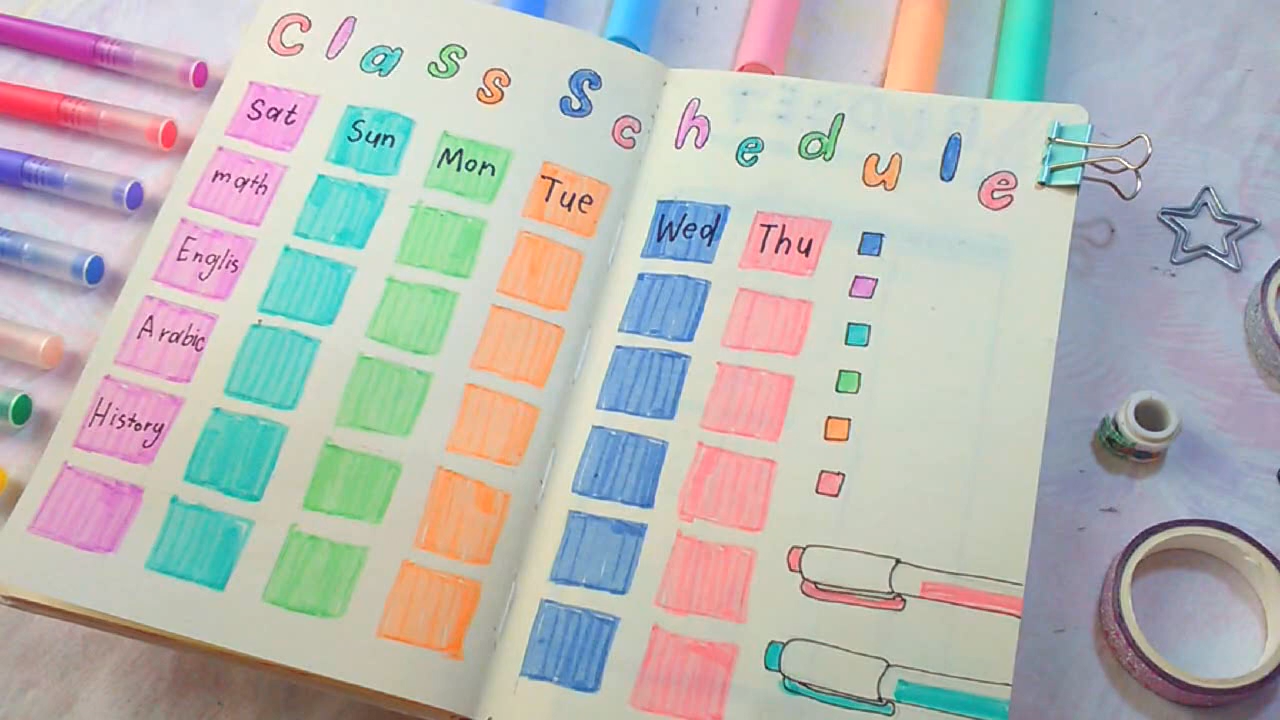 Class Schedule
Sat Sun Mon Tue Wed Thu
math
Englis
Arabic
History